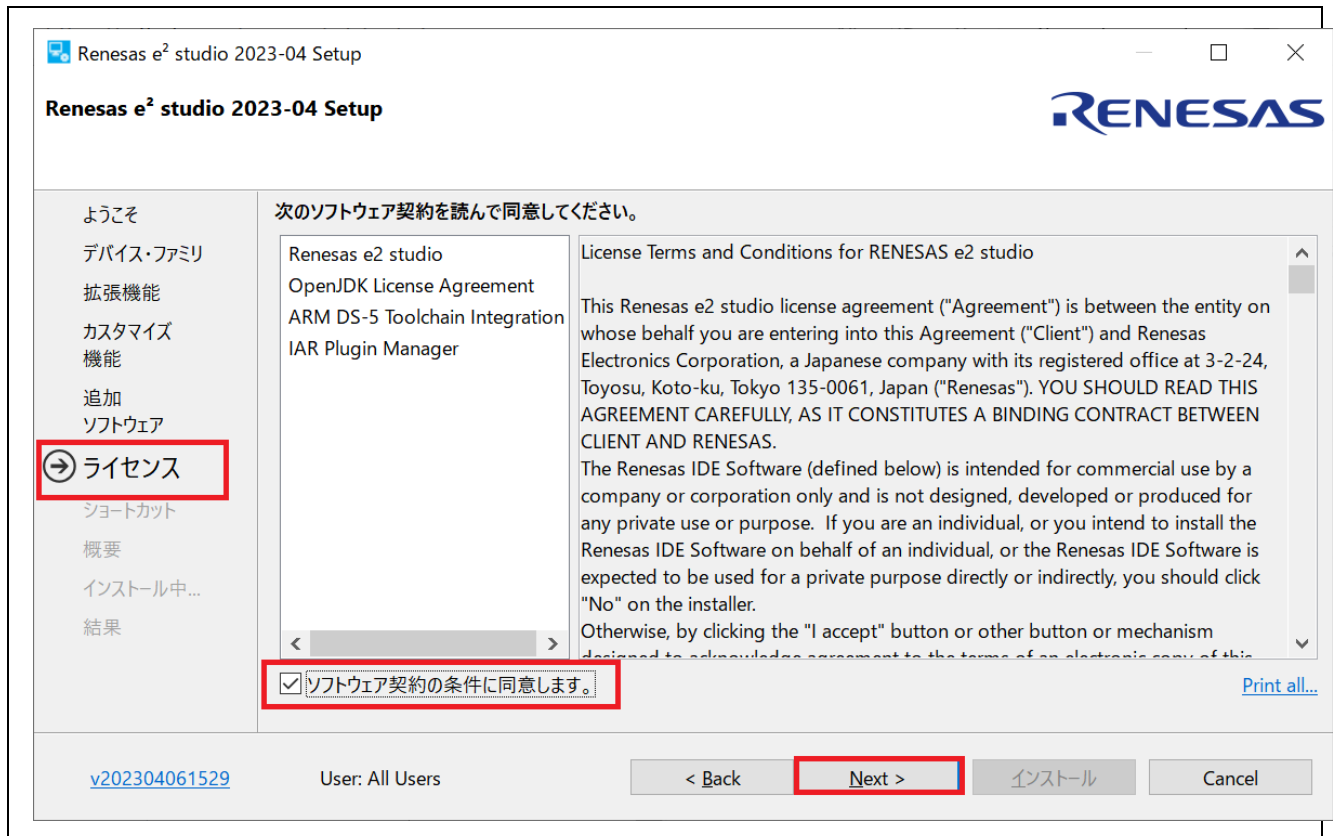 Renesas e² studio 2023-04 Setup
Renesas e² studio 2023-04 Setup
RENESAS
ようこそ
デバイス・ファミリ
拡張機能
カスタマイズ
機能
追加
ソフトウェア
ライセンス
ショートカット
概要
インストール中...
結果
次のソフトウェア契約を読んで同意してください。
Renesas e2 studio
OpenJDK License Agreement
ARM DS-5 Toolchain Integration
IAR Plugin Manager
License Terms and Conditions for RENESAS e2 studio
This Renesas e2 studio license agreement ("Agreement") is between the entity on
whose behalf you are entering into this Agreement ("Client") and Renesas
Electronics Corporation, a Japanese company with its registered office at 3-2-24,
Toyosu, Koto-ku, Tokyo 135-0061, Japan ("Renesas"). YOU SHOULD READ THIS
AGREEMENT CAREFULLY, AS IT CONSTITUTES A BINDING CONTRACT BETWEEN
CLIENT AND RENESAS.
The Renesas IDE Software (defined below) is intended for commercial use by a
company or corporation only and is not designed, developed or produced for
any private use or purpose.  If you are an individual, or you intend to install the
Renesas IDE Software on behalf of an individual, or the Renesas IDE Software is
expected to be used for a private purpose directly or indirectly, you should click
"No" on the installer.
Otherwise, by clicking the "I accept" button or other button or mechanism
designed to acknowledge agreement to the terms of an electronic copy of this
ソフトウェア契約の条件に同意します。
Print all...
v202304061529
User: All Users
< Back
Next >
インストール
Cancel